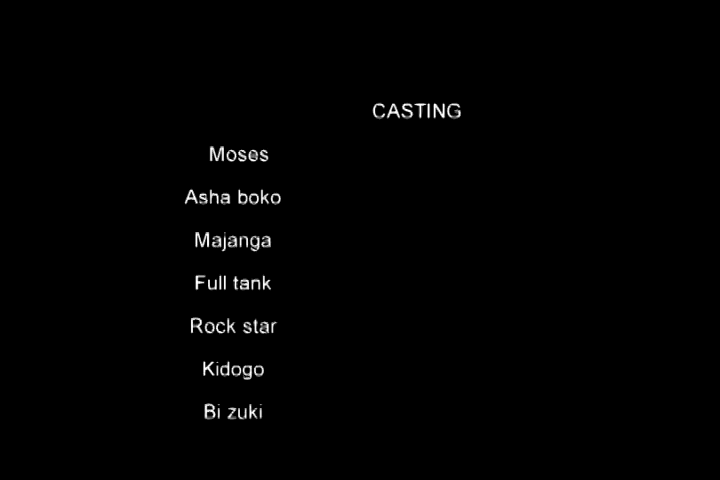 CASTING
Moses
Asha boko
Majanga
Full tank
Rock star
Kidogo
Bi zuki